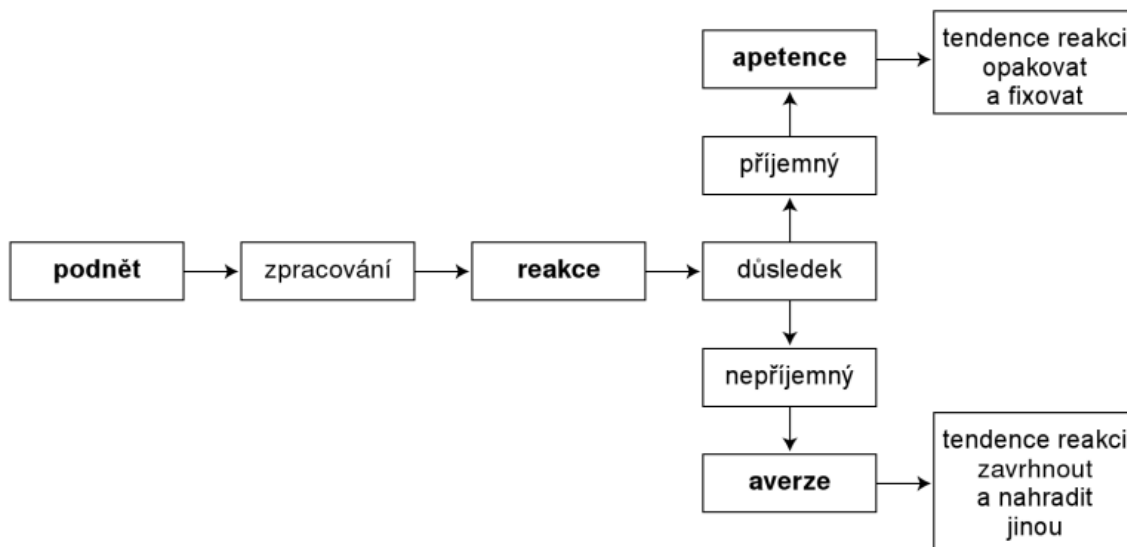 apetence
tendence reakci
opakovat
a fixovat
příjemný
podnět
zpracování
reakce
důsledek
nepříjemný
averze
tendence reakci
zavrhnout
a nahradit
jinou